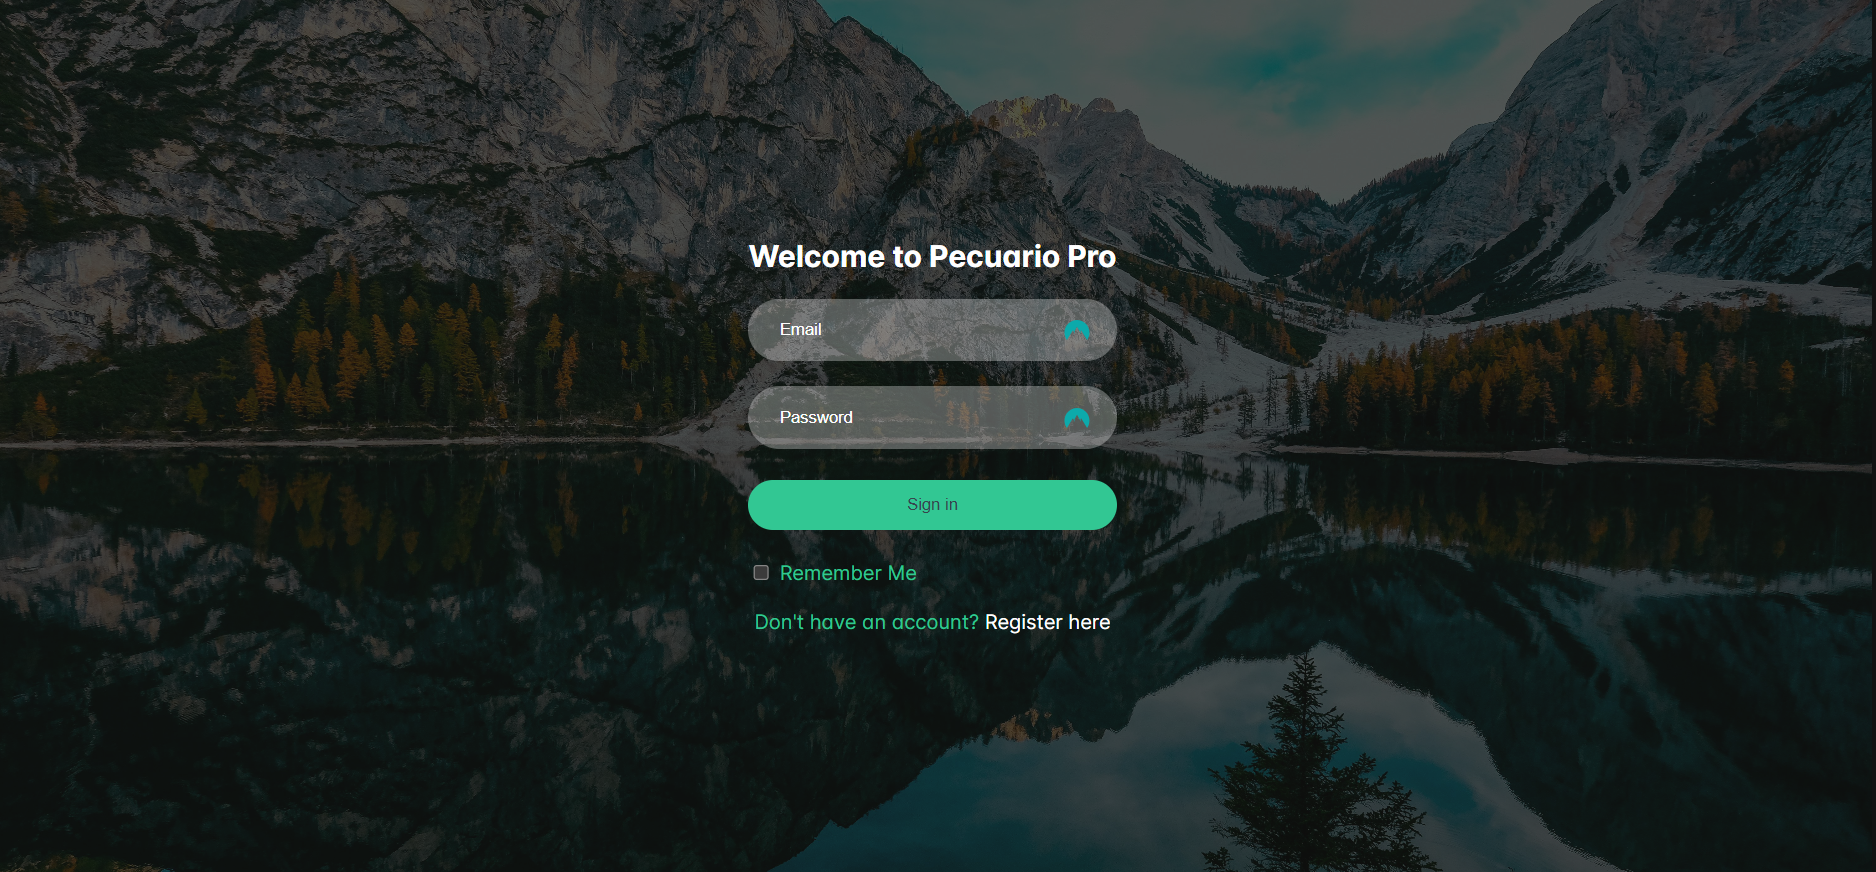 Welcome to Pecuario Pro
Email
Password
Sign in
Remember Me
Don't have an account? Register here